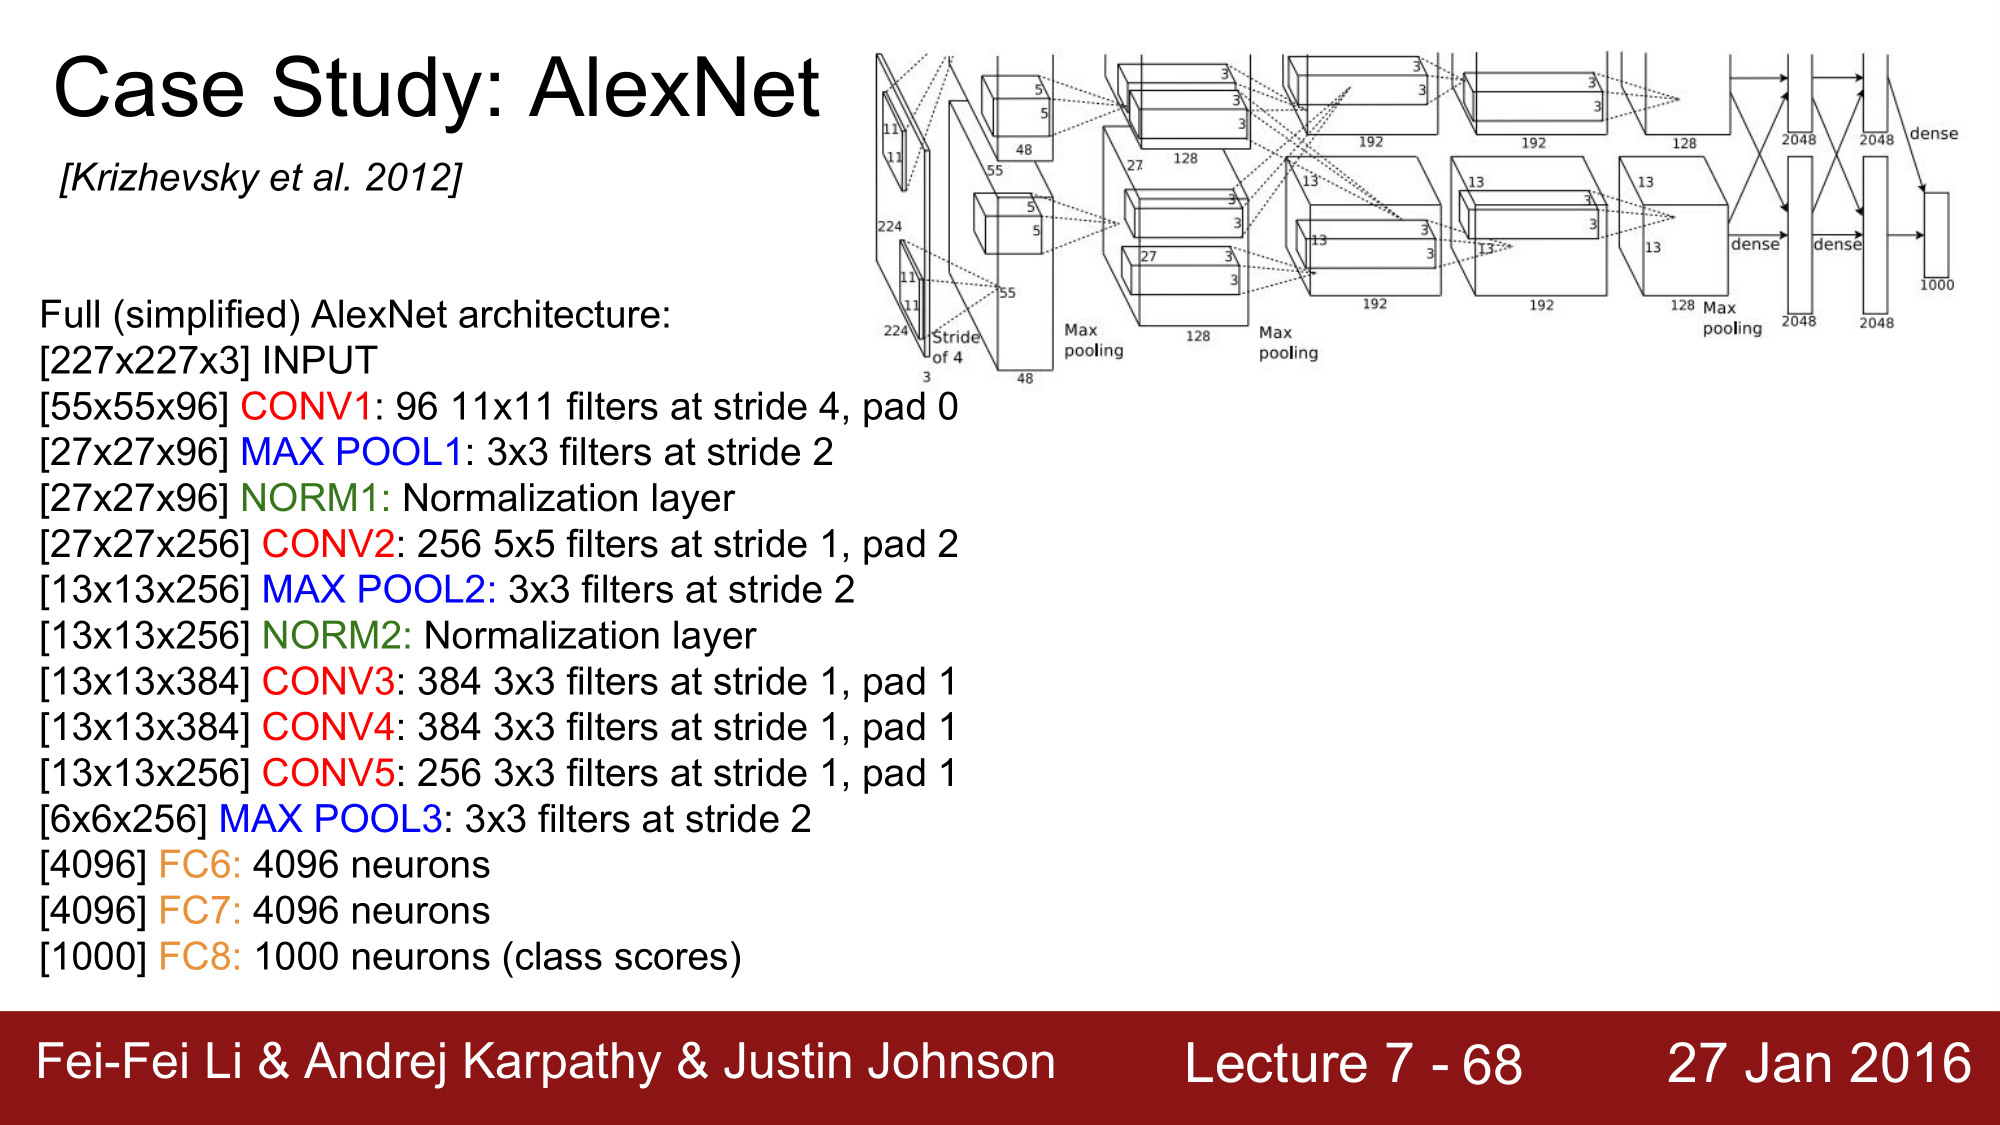 Case Study: AlexNet
[Krizhevsky et al. 2012]
3
3
3
3
5
5
3
3
11
11
48
55
128
27
192
192
128
2048
2048
dense
13
13
13
3
3
3
3
5
5
224
27
3
3
13
3
3
13
13
dense
dense
11
11
55
1000
224
Stride
of 4
3
48
Max
pooling
128
Max
pooling
192
192
128
Max
pooling
2048
2048
Full (simplified) AlexNet architecture:
[227x227x3] INPUT
[55x55x96] CONV1: 96 11x11 filters at stride 4, pad 0
[27x27x96] MAX POOL1: 3x3 filters at stride 2
[27x27x96] NORM1: Normalization layer
[27x27x256] CONV2: 256 5x5 filters at stride 1, pad 2
[13x13x256] MAX POOL2: 3x3 filters at stride 2
[13x13x256] NORM2: Normalization layer
[13x13x384] CONV3: 384 3x3 filters at stride 1, pad 1
[13x13x384] CONV4: 384 3x3 filters at stride 1, pad 1
[13x13x256] CONV5: 256 3x3 filters at stride 1, pad 1
[6x6x256] MAX POOL3: 3x3 filters at stride 2
[4096] FC6: 4096 neurons
[4096] FC7: 4096 neurons
[1000] FC8: 1000 neurons (class scores)
Fei-Fei Li & Andrej Karpathy & Justin Johnson
Lecture 7 - 68
27 Jan 2016